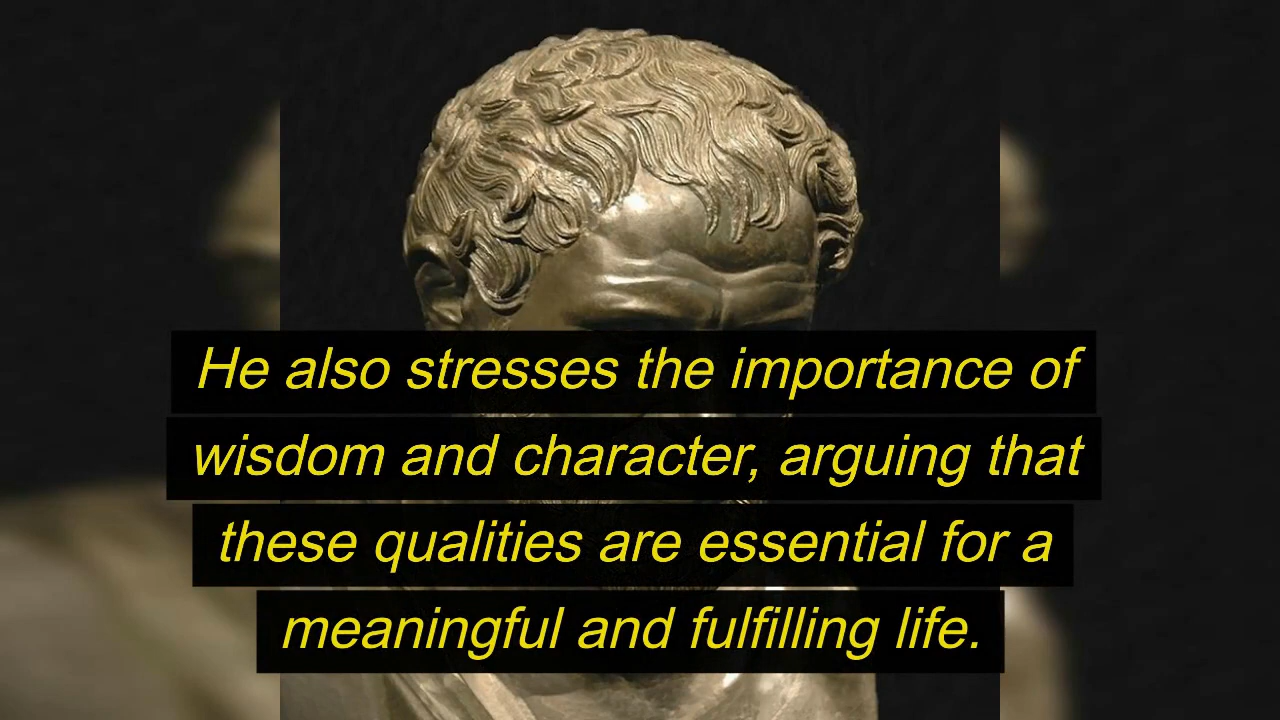 He also stresses the importance of
wisdom and character, arguing that
these qualities are essential for a
meaningful and fulfilling life.